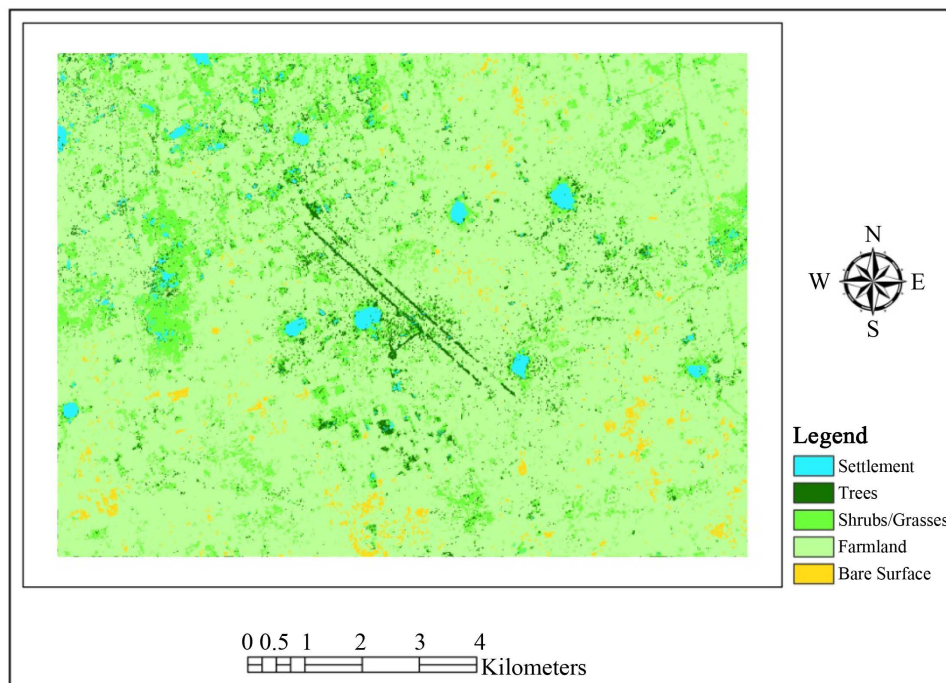 N
W E
S
Legend
Settlement
Trees
Shrubs/Grasses
Farmland
Bare Surface
0 0.5 1 2 3 4
Kilometers